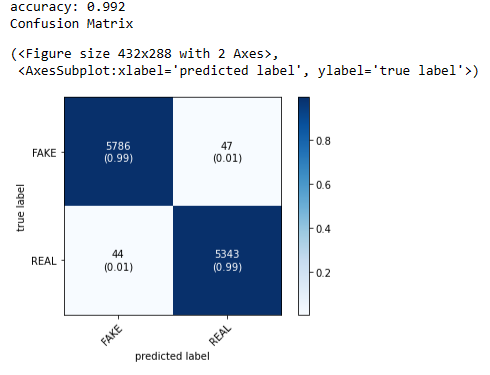 accuracy: 0.992
Confusion Matrix
(<Figure size 432x288 with 2 Axes>,
<AxesSubplot:xlabel='predicted label', ylabel='true label'>)
FAKE
5786
(0.99)
47
(0.01)
REAL
44
(0.01)
5343
(0.99)
true label
FAKE
REAL
predicted label
0.8
0.6
0.4
0.2